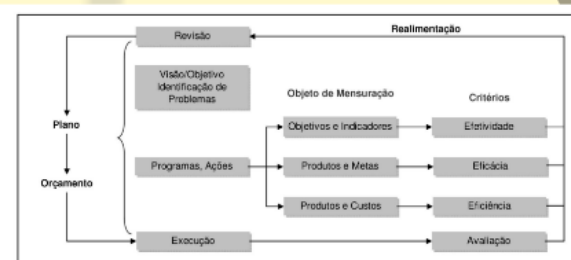 Realimentação
Revisão
Visão/Objetivo
Identificação de
Problemas
Objeto de Mensuração
Critérios
Plano
Objetivos e Indicadores
Efetividade
Programas, Ações
Produtos e Metas
Eficácia
Orçamento
Produtos e Custos
Eficiência
Execução
Avaliação